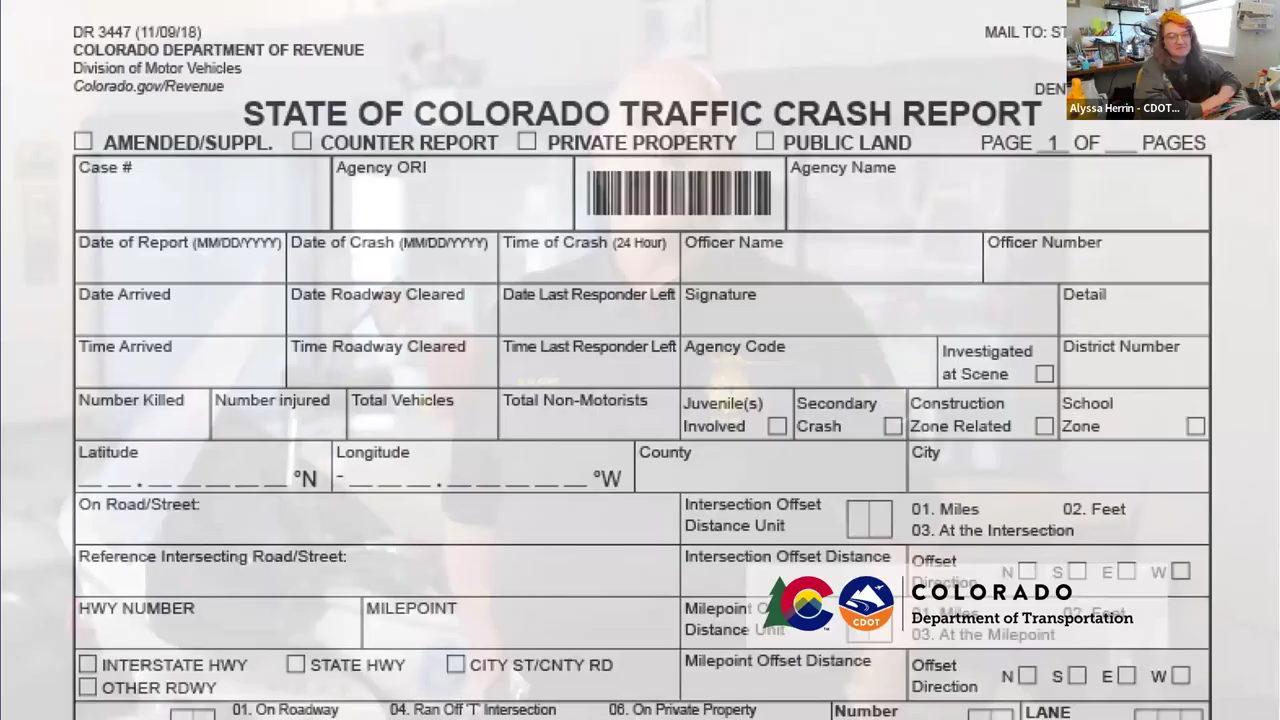 DR 3447 (11/09/18)
COLORADO DEPARTMENT OF REVENUE
Division of Motor Vehicles
Colorado.gov/Revenue
MAIL TO: ST
DEN
Alyssa Herrin - CDOT...
STATE OF COLORADO TRAFFIC CRASH REPORT
AMENDED/SUPPL. COUNTER REPORT PRIVATE PROPERTY PUBLIC LAND PAGE 1 OF ___ PAGES
Case # Agency ORI Agency Name
Date of Report (MM/DD/YYYY) Date of Crash (MM/DD/YYYY) Time of Crash (24 Hour) Officer Name Officer Number
Date Arrived Date Roadway Cleared Date Last Responder Left Signature Detail
Time Arrived Time Roadway Cleared Time Last Responder Left Agency Code Investigated at Scene District Number
Number Killed Number injured Total Vehicles Total Non-Motorists Juvenile(s) Involved Secondary Crash Construction Zone Related School Zone
Latitude Longitude County City
__.______ °N -___.______ °W
On Road/Street: Intersection Offset Distance Unit 01. Miles 02. Feet
03. At the Intersection
Reference Intersecting Road/Street: Intersection Offset Distance Offset Direction N S E W
HWY NUMBER MILEPOINT Milepoint Distance Unit 01. Miles 02. Feet
03. At the Milepoint
CDOT
COLORADO
Department of Transportation
INTERSTATE HWY STATE HWY CITY ST/CNTY RD Milepoint Offset Distance Offset Direction N S E W
OTHER RDWY
01. On Roadway 04. Ran Off 'T' Intersection 06. On Private Property Number LANE